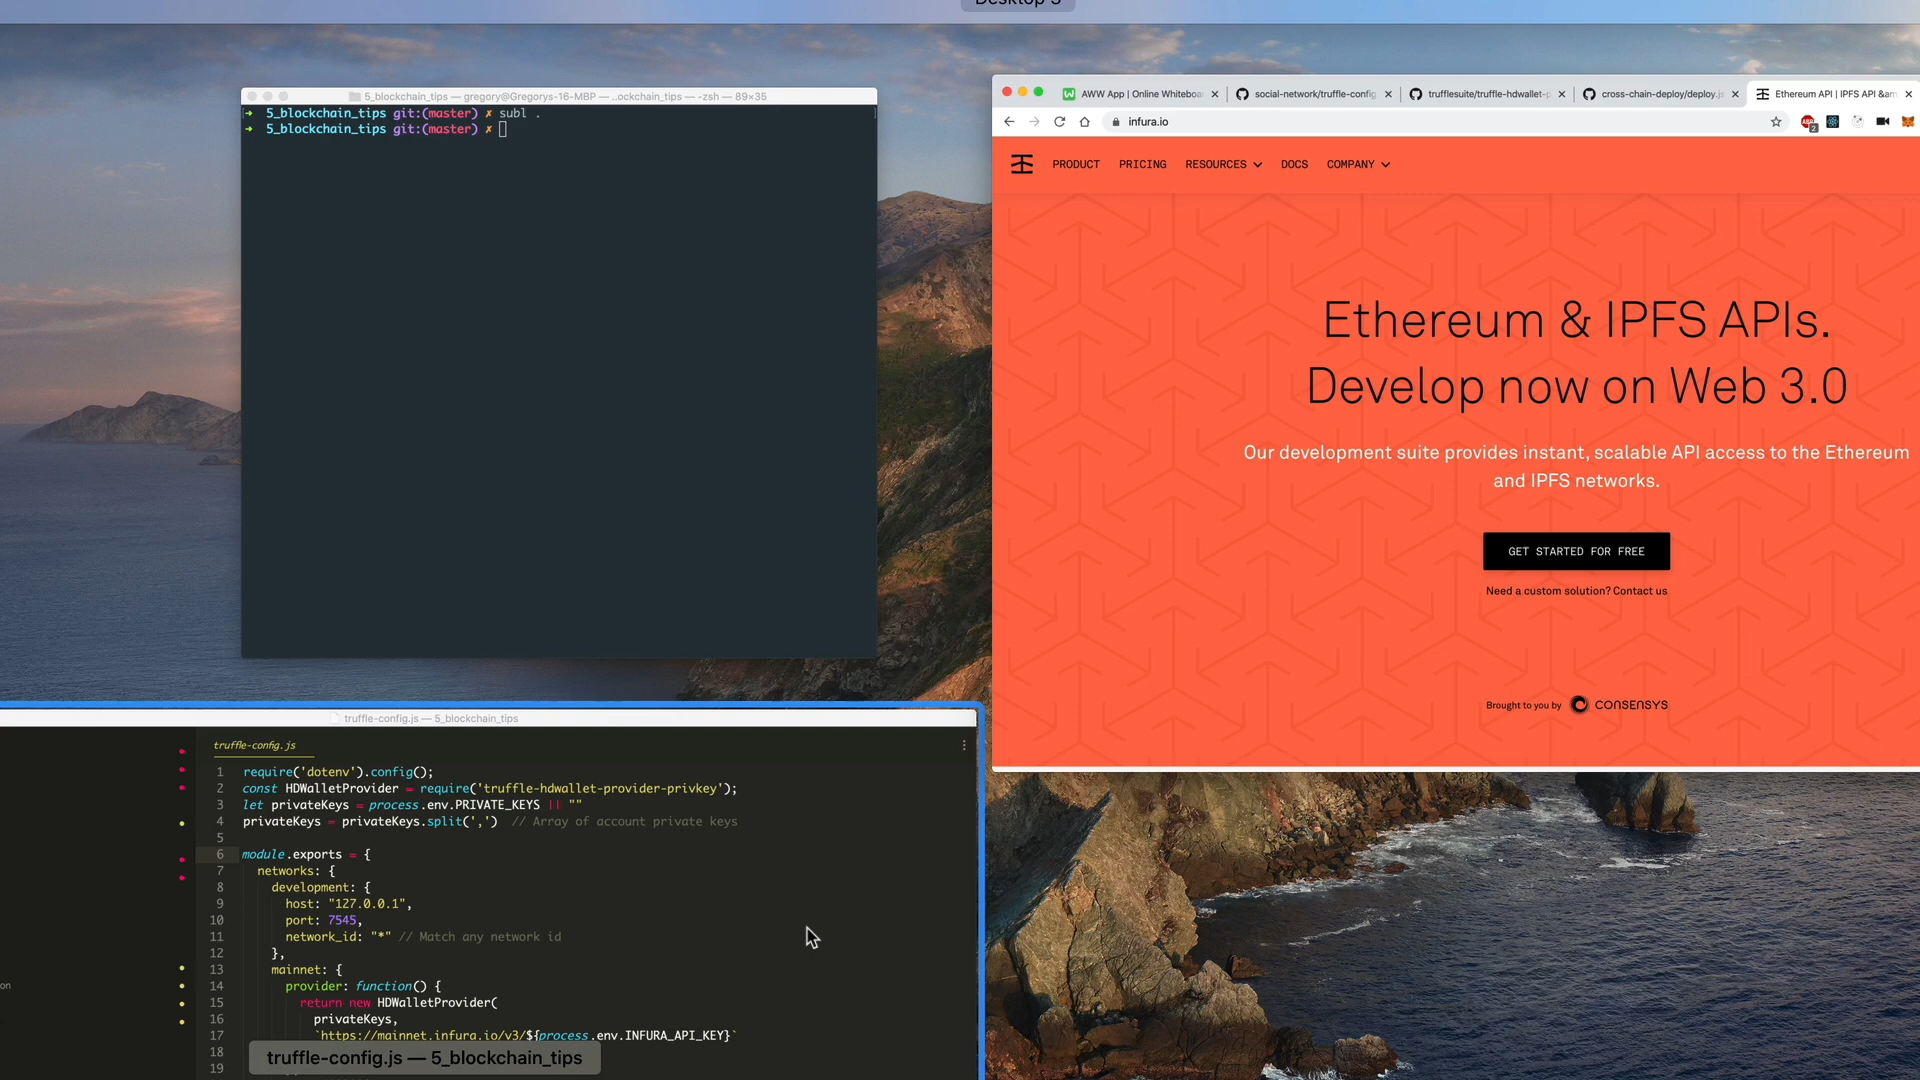 Desktop 3
5_blockchain_tips — gregory@Gregorys-16-MBP — ..ockchain_tips — -zsh — 89×35
➜ 5_blockchain_tips git:(master) ✗ subl .
➜ 5_blockchain_tips git:(master) ✗
AWW App | Online Whiteboa
social-network/truffle-config
trufflesuite/truffle-hdwallet-p
cross-chain-deploy/deploy.js
Ethereum API | IPFS API &am
infura.io
2
PRODUCT PRICING RESOURCES DOCS COMPANY
Ethereum & IPFS APIs.
Develop now on Web 3.0
Our development suite provides instant, scalable API access to the Ethereum
and IPFS networks.
GET STARTED FOR FREE
Need a custom solution? Contact us
Brought to you by CONSENSYS
truffle-config.js — 5_blockchain_tips
truffle-config.js
1 require('dotenv').config();
2 const HDWalletProvider = require('truffle-hdwallet-provider-privkey');
3 let privateKeys = process.env.PRIVATE_KEYS || ""
4 privateKeys = privateKeys.split(',') // Array of account private keys
5
6 module.exports = {
7 networks: {
8 development: {
9 host: "127.0.0.1",
10 port: 7545,
11 network_id: "*" // Match any network id
12 },
13 mainnet: {
on
14 provider: function() {
15 return new HDWalletProvider(
16 privateKeys,
17 `https://mainnet.infura.io/v3/${process.env.INFURA_API_KEY}`
18
19
truffle-config.js — 5_blockchain_tips